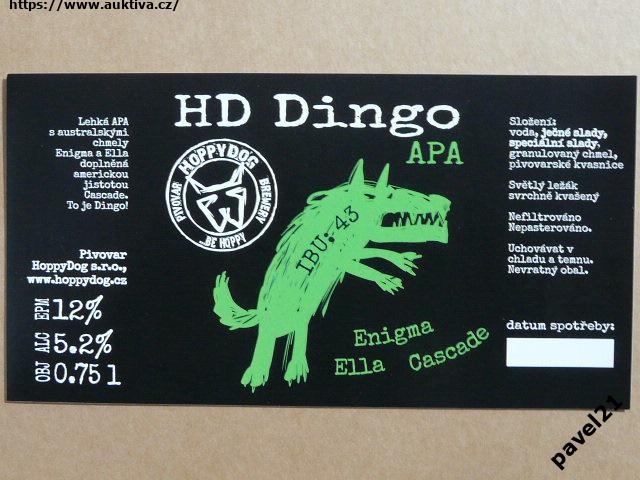 https://www.auktiva.cz/
HD Dingo
APA
Lehká APA
s australskými
chmely
Enigma a Ella
doplněná
americkou
jistotou
Cascade.
To je Dingo!
Pivovar
HoppyDog s.r.o.,
www.hoppydog.cz
EPM 12%
ALC 5.2%
OBJ 0.75 l
HOPPYDOG
PIVOVAR
BREWERY
...BE HOPPY
IBU: 43
Enigma
Ella Cascade
Složení:
voda, ječné slady,
speciální slady,
granulovaný chmel,
pivovarské kvasnice
Světlý ležák
svrchně kvašený
Nefiltrováno
Nepasterováno.
Uchovávat v
chladu a temnu.
Nevratný obal.
datum spotřeby:
pavel21